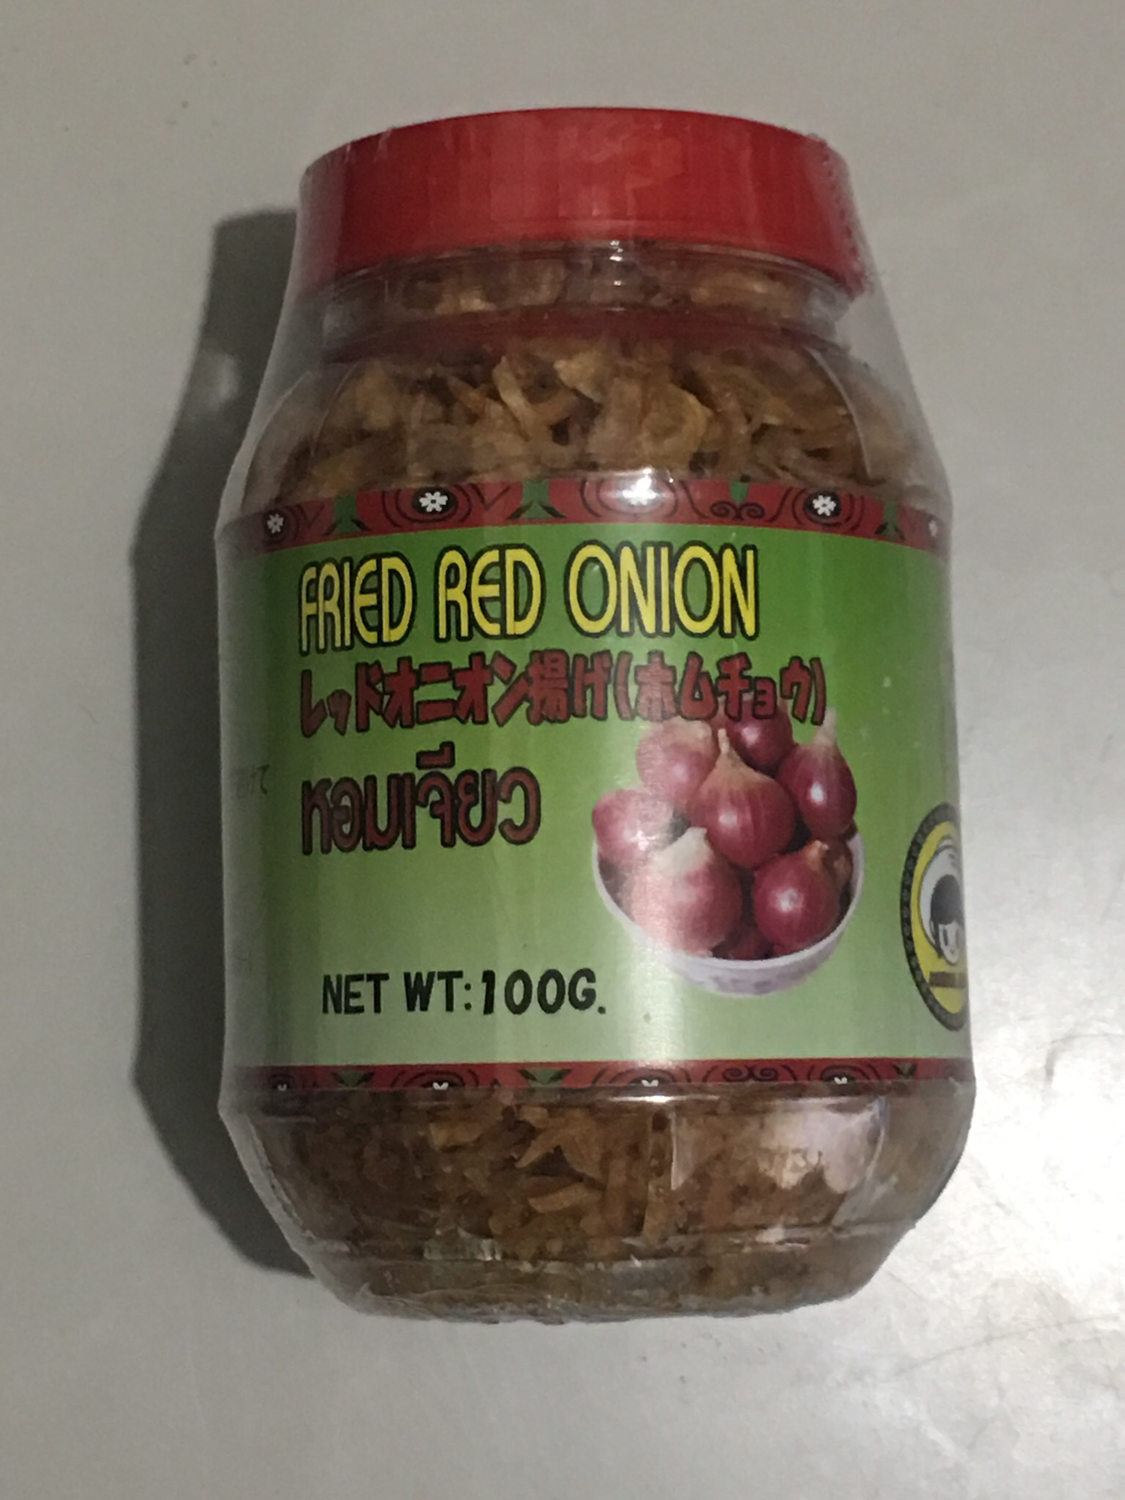 FRIED RED ONION
レッドオニオン揚げ(ホムチョウ)
หอมเจียว
NET WT:100G.